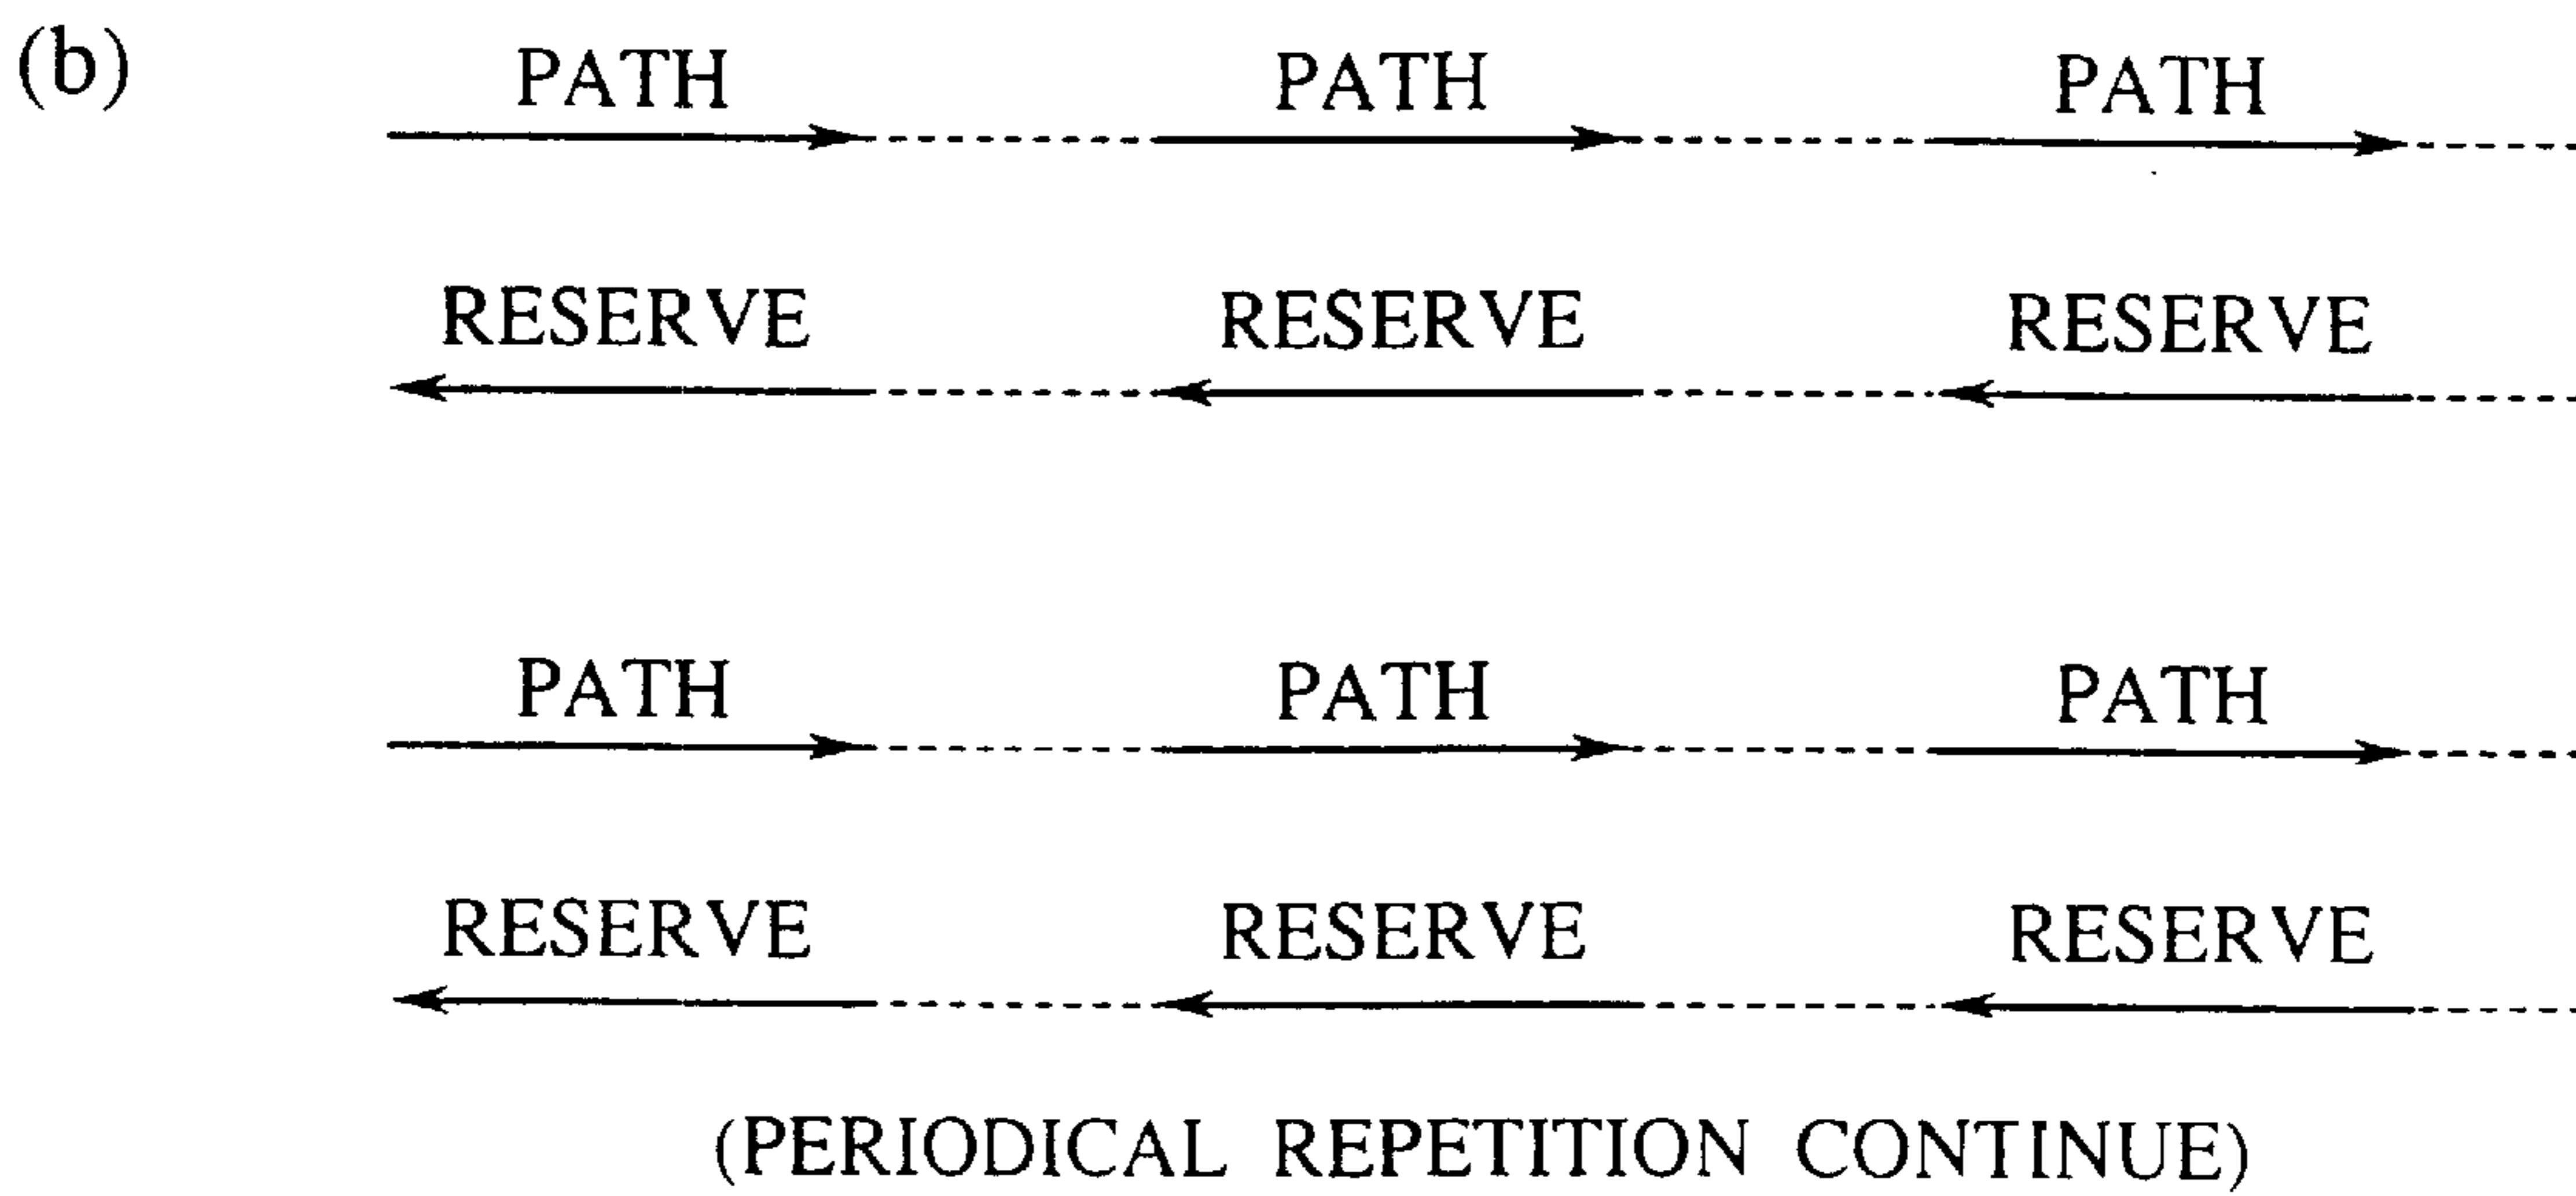 (b) PATH PATH PATH
RESERVE RESERVE RESERVE
PATH PATH PATH
RESERVE RESERVE RESERVE
(PERIODICAL REPETITION CONTINUE)